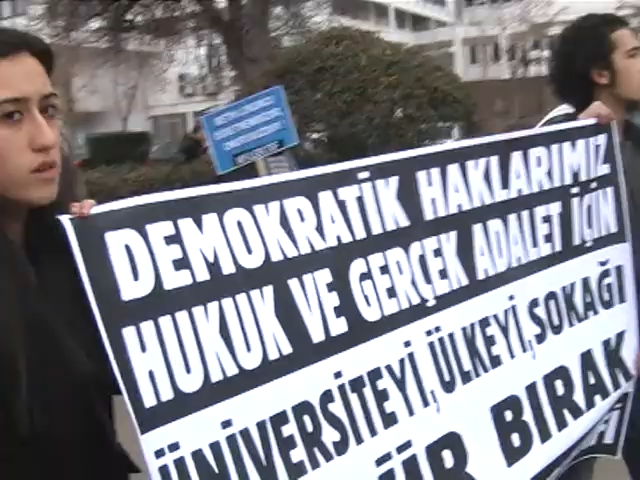 DEMOKRATİK HAKLARIMIZ
HUKUK VE GERÇEK ADALET İÇİN
ÜNİVERSİTEYİ, ÜLKEYİ, SOKAĞI
BIRAK